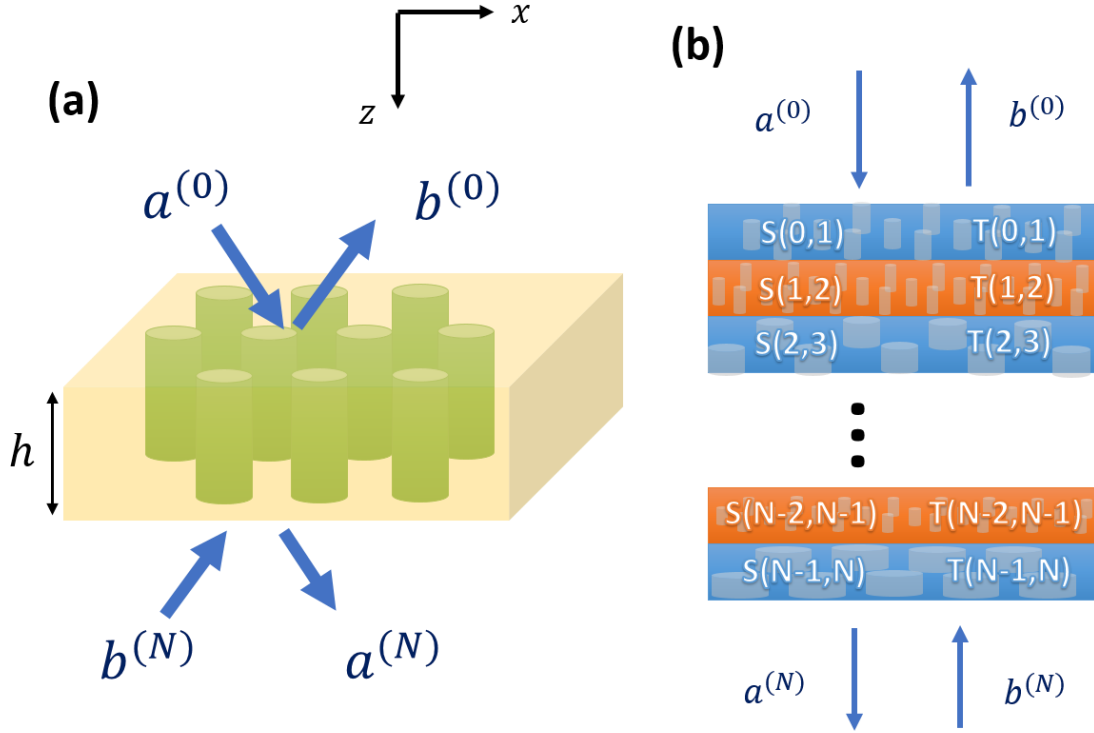 (a)
x
z
a^{(0)}
b^{(0)}
h
b^{(N)}
a^{(N)}
(b)
a^{(0)}
b^{(0)}
S(0,1) T(0,1)
S(1,2) T(1,2)
S(2,3) T(2,3)
S(N-2,N-1) T(N-2,N-1)
S(N-1,N) T(N-1,N)
a^{(N)}
b^{(N)}